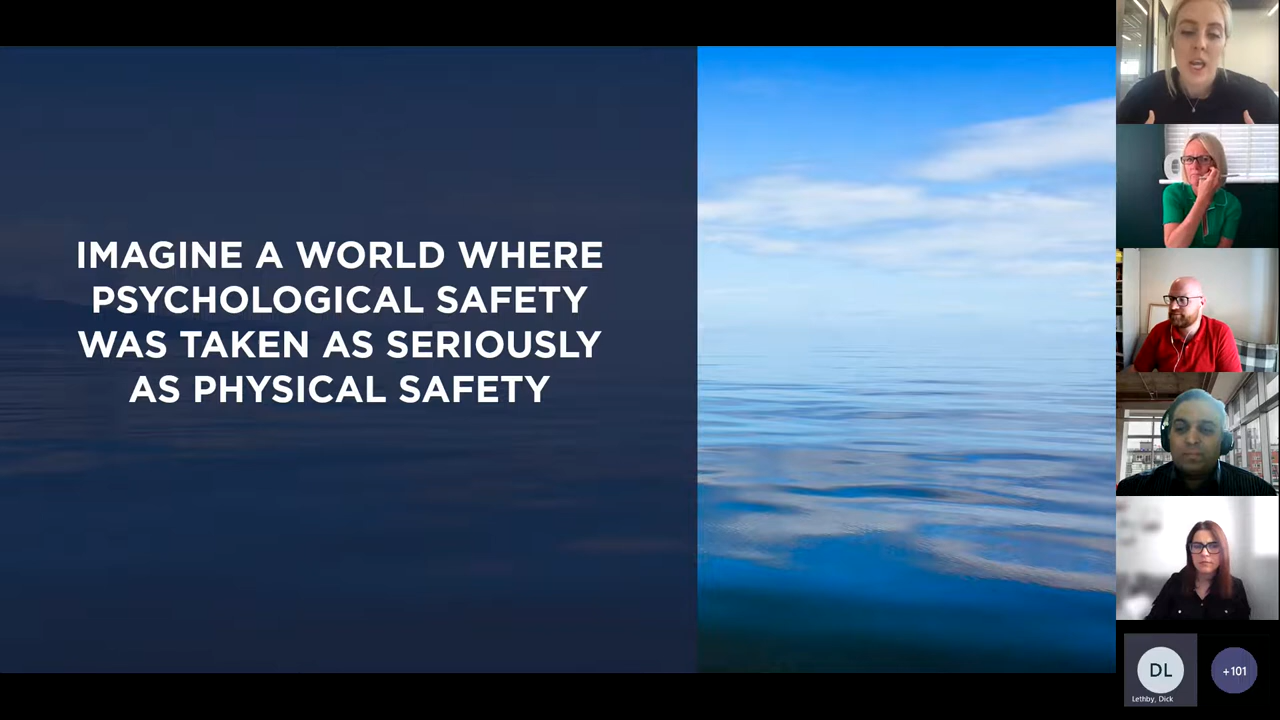 IMAGINE A WORLD WHERE
PSYCHOLOGICAL SAFETY
WAS TAKEN AS SERIOUSLY
AS PHYSICAL SAFETY
DL
Lethby, Dick
+101